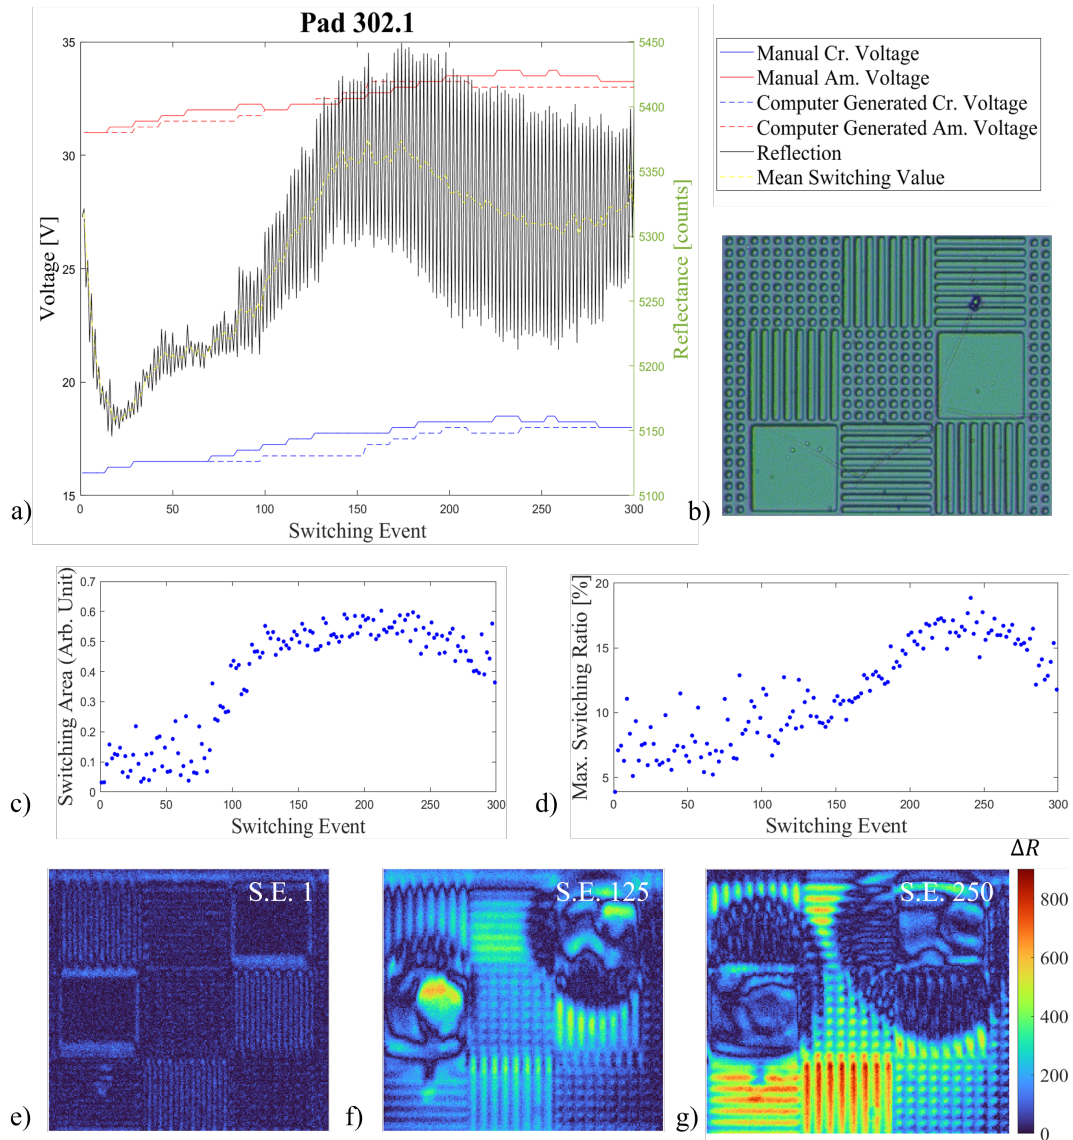 Pad 302.1
35
30
25
20
15
Voltage [V]
5450
5400
5350
5300
5250
5200
5150
5100
Reflectance [counts]
0
50
100
150
200
250
300
Switching Event
a)
Manual Cr. Voltage
Manual Am. Voltage
Computer Generated Cr. Voltage
Computer Generated Am. Voltage
Reflection
Mean Switching Value
b)
0.7
0.6
0.5
0.4
0.3
0.2
0.1
0
Switching Area (Arb. Unit)
0
50
100
150
200
250
300
Switching Event
c)
20
15
10
5
Max. Switching Ratio [%]
0
50
100
150
200
250
300
Switching Event
d)
S.E. 1
e)
S.E. 125
f)
S.E. 250
g)
ΔR
800
600
400
200
0